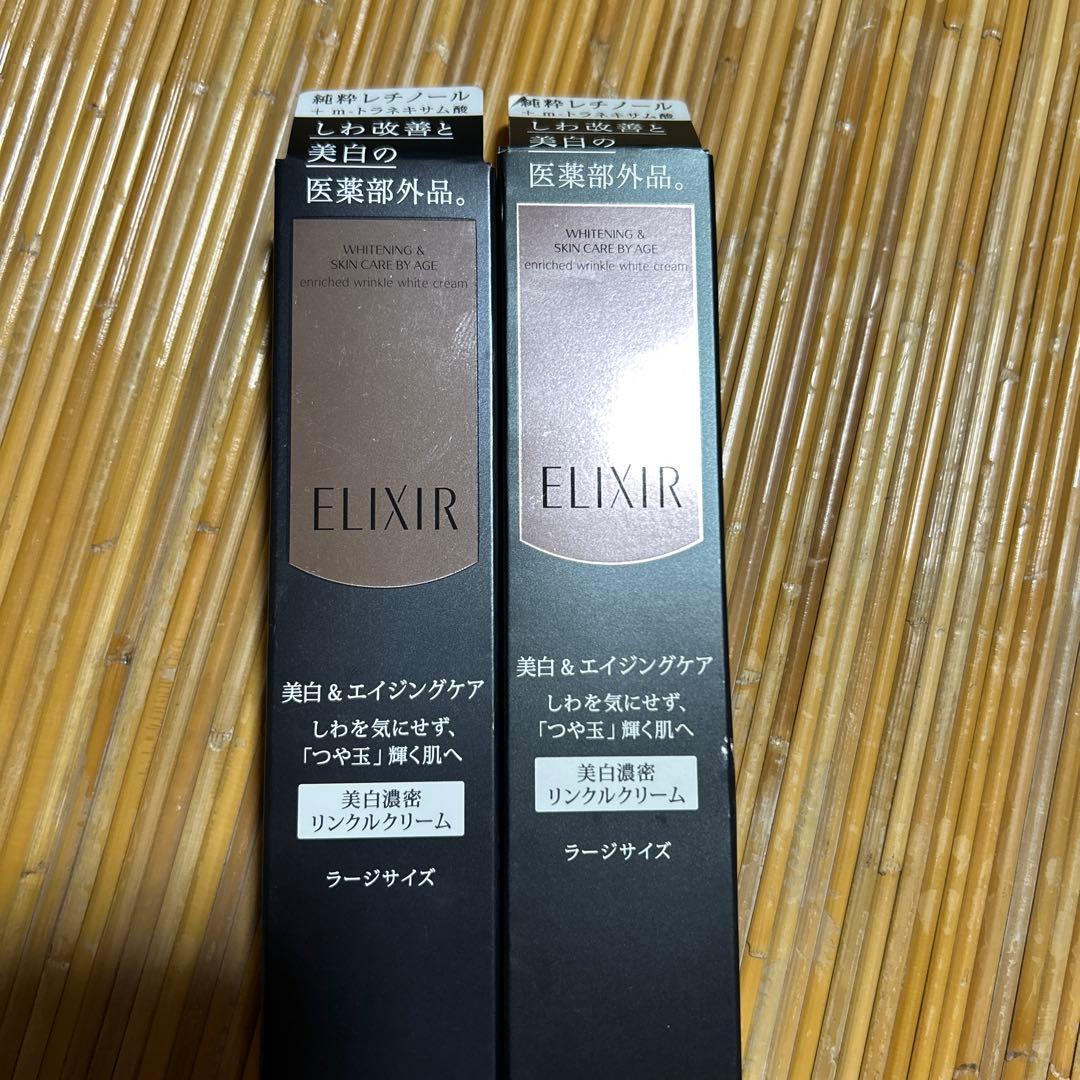 純粋レチノール
+ m-トラネキサム酸
しわ改善と
美白の
医薬部外品。
WHITENING &
SKIN CARE BY AGE
enriched wrinkle white cream
ELIXIR
美白&エイジングケア
しわを気にせず、
「つや玉」輝く肌へ
美白濃密
リンクルクリーム
ラージサイズ
純粋レチノール
+ m-トラネキサム酸
しわ改善と
美白の
医薬部外品。
WHITENING &
SKIN CARE BY AGE
enriched wrinkle white cream
ELIXIR
美白&エイジングケア
しわを気にせず、
「つや玉」輝く肌へ
美白濃密
リンクルクリーム
ラージサイズ